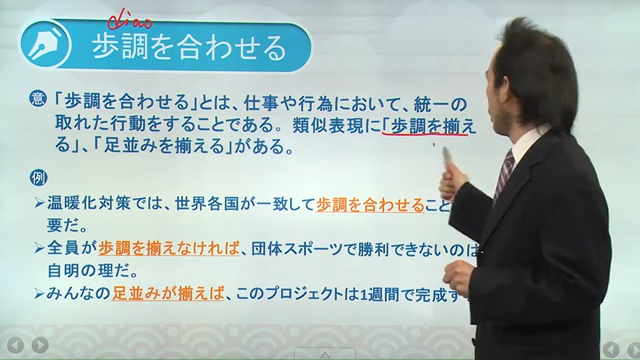 diao
歩調を合わせる
意 「歩調を合わせる」とは、仕事や行為において、統一の
取れた行動をすることである。類似表現に「歩調を揃え
る」、「足並みを揃える」がある。
例
➢温暖化対策では、世界各国が一致して歩調を合わせること
要だ。
➢全員が歩調を揃えなければ、団体スポーツで勝利できないのは
自明の理だ。
➢みんなの足並みが揃えば、このプロジェクトは1週間で完成す